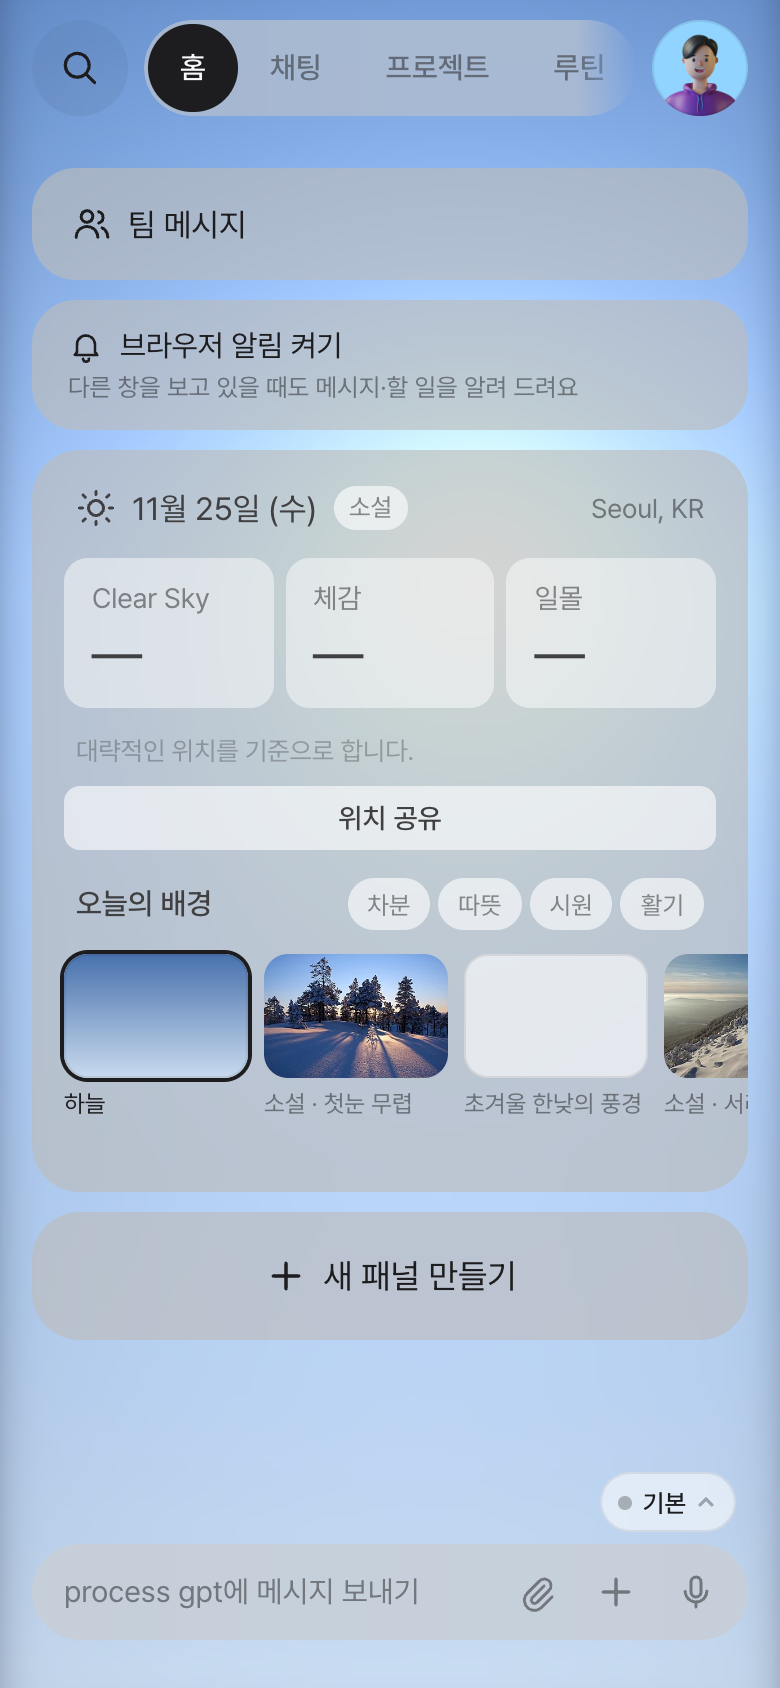 홈 채팅 프로젝트 루틴
팀 메시지
브라우저 알림 켜기
다른 창을 보고 있을 때도 메시지·할 일을 알려 드려요
11월 25일 (수) 소설 Seoul, KR
Clear Sky 체감 일몰
— — —
대략적인 위치를 기준으로 합니다.
위치 공유
오늘의 배경 차분 따뜻 시원 활기
하늘 소설 · 첫눈 무렵 초겨울 한낮의 풍경 소설 ·
새 패널 만들기
기본
process gpt에 메시지 보내기